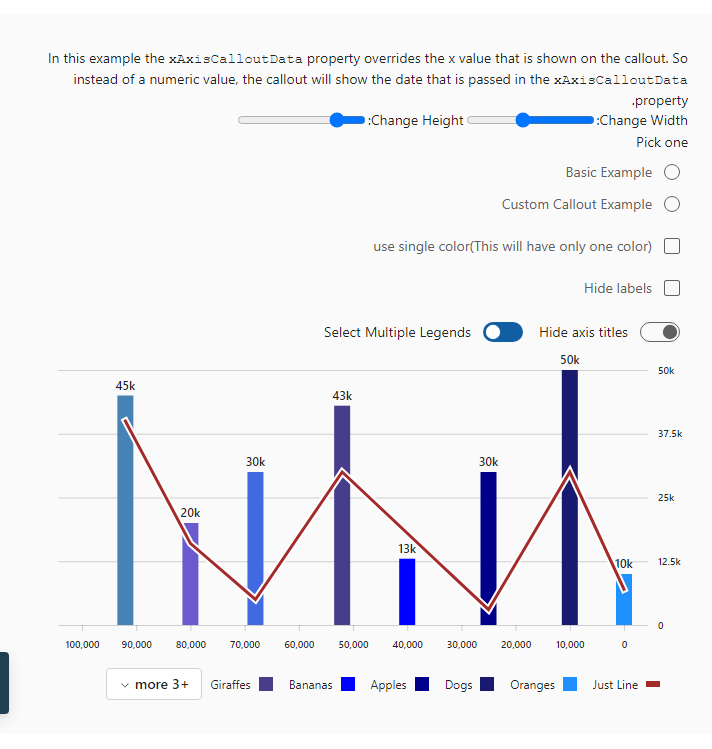 In this example the xAxisCalloutData property overrides the x value that is shown on the callout. So
instead of a numeric value, the callout will show the date that is passed in the xAxisCalloutData
.property
:Change Width :Change Height
Pick one
Basic Example
Custom Callout Example
use single color(This will have only one color)
Hide labels
Select Multiple Legends Hide axis titles
50k
50k
45k
43k
37.5k
30k 30k
25k
20k
13k
12.5k
10k
0
100,000 90,000 80,000 70,000 60,000 50,000 40,000 30,000 20,000 10,000 0
more 3+ Giraffes Bananas Apples Dogs Oranges Just Line